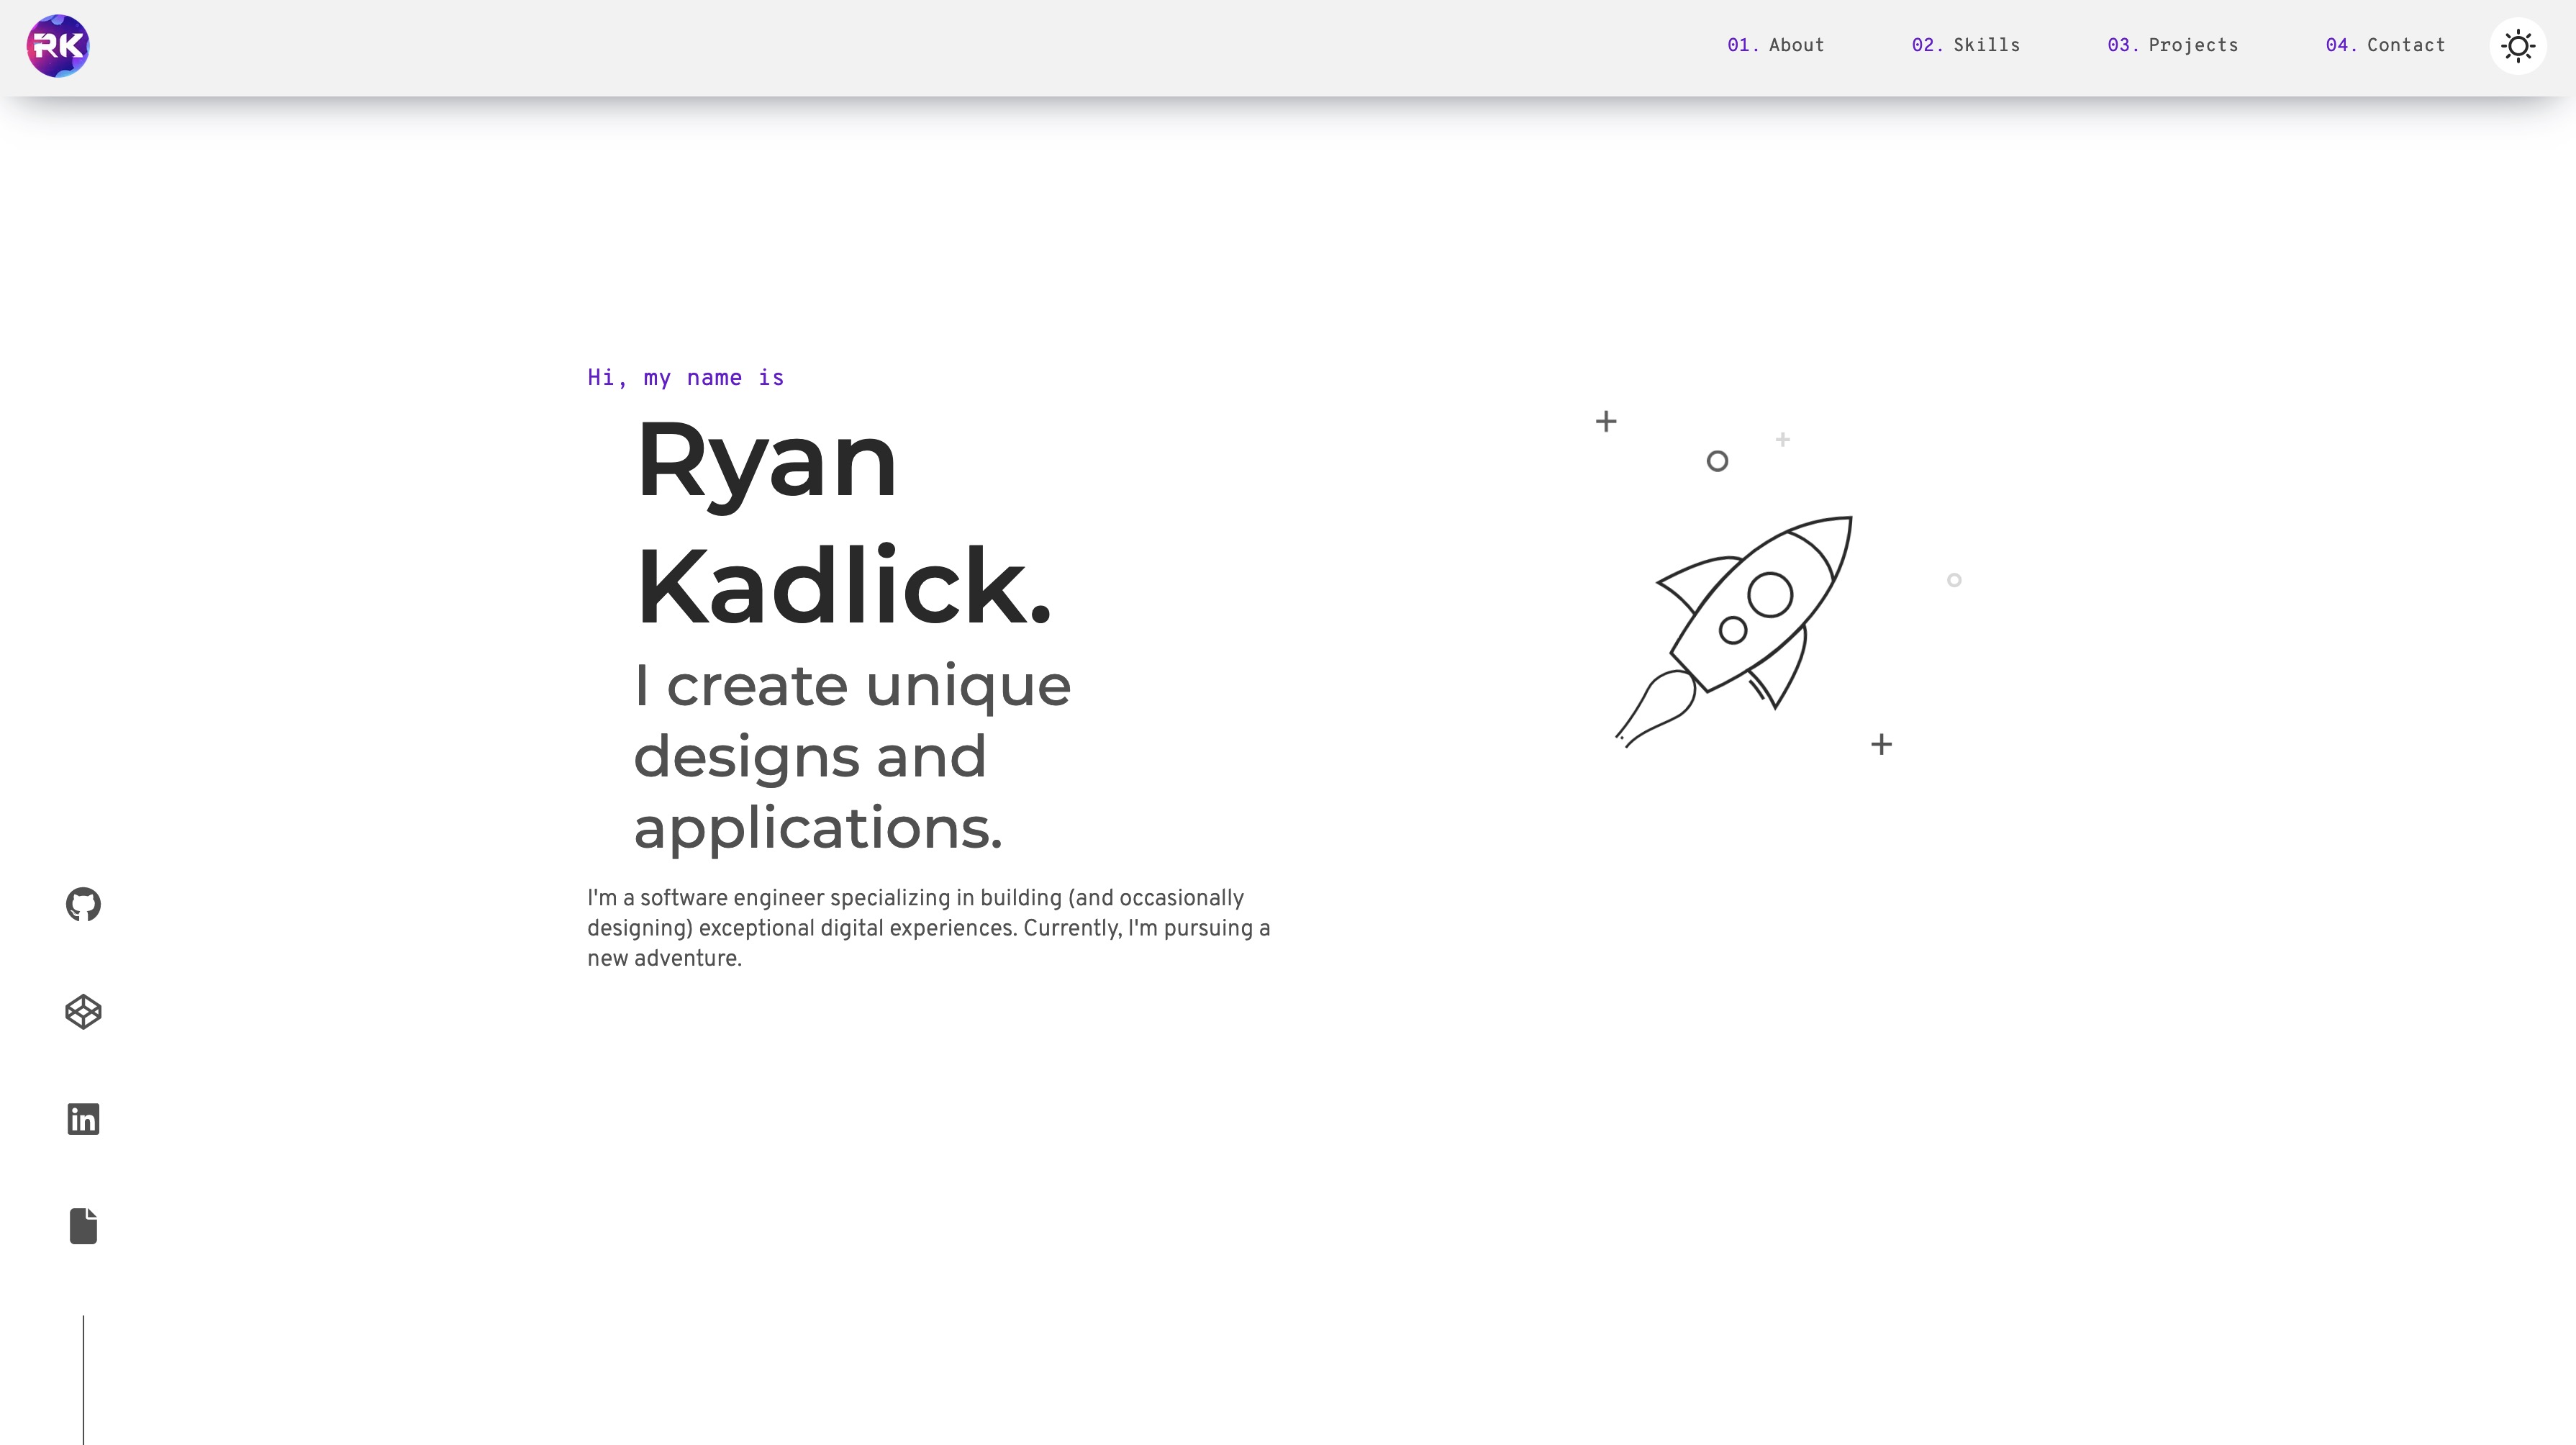 RK
01. About
02. Skills
03. Projects
04. Contact
Hi, my name is
Ryan
Kadlick.
I create unique
designs and
applications.
I'm a software engineer specializing in building (and occasionally
designing) exceptional digital experiences. Currently, I'm pursuing a
new adventure.
in